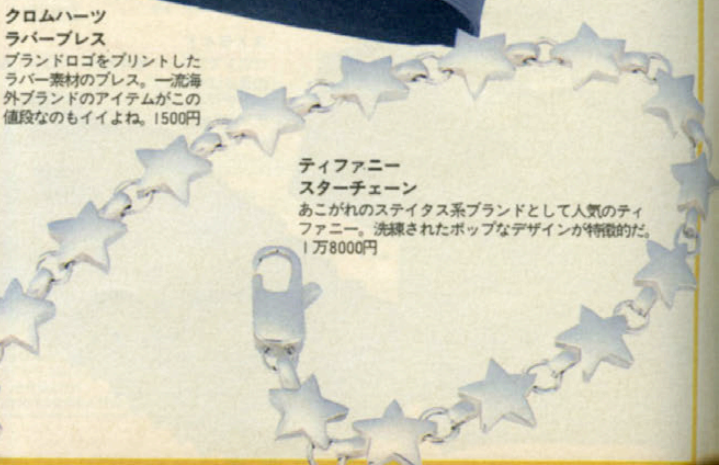 クロムハーツ
ラバーブレス
ブランドロゴをプリントした
ラバー素材のブレス。一流海
外ブランドのアイテムがこの
値段なのもイイよね。1500円
ティファニー
スターチェーン
あこがれのステイタス系ブランドとして人気のティ
ファニー。洗練されたポップなデザインが特徴的だ。
1万8000円